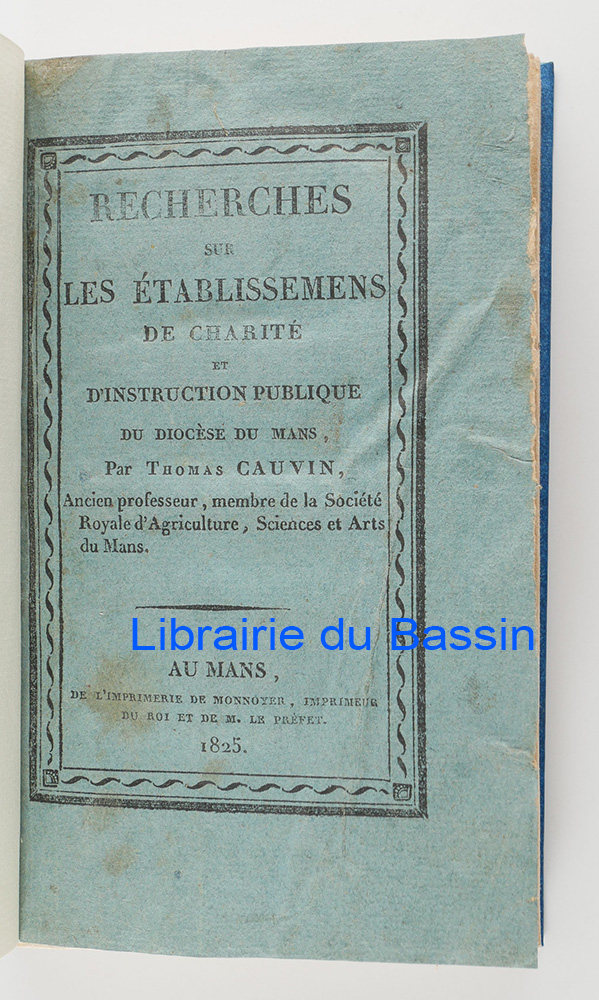 RECHERCHES
SUR
LES ÉTABLISSEMENS
DE CHARITÉ
ET
D'INSTRUCTION PUBLIQUE
DU DIOCÈSE DU MANS,
Par THOMAS CAUVIN,
Ancien professeur, membre de la Société
Royale d'Agriculture, Sciences et Arts
du Mans.
Librairie du Bassin
AU MANS,
DE L'IMPRIMERIE DE MONNOYER, IMPRIMEUR
DU ROI ET DE M. LE PRÉFET.
1825.